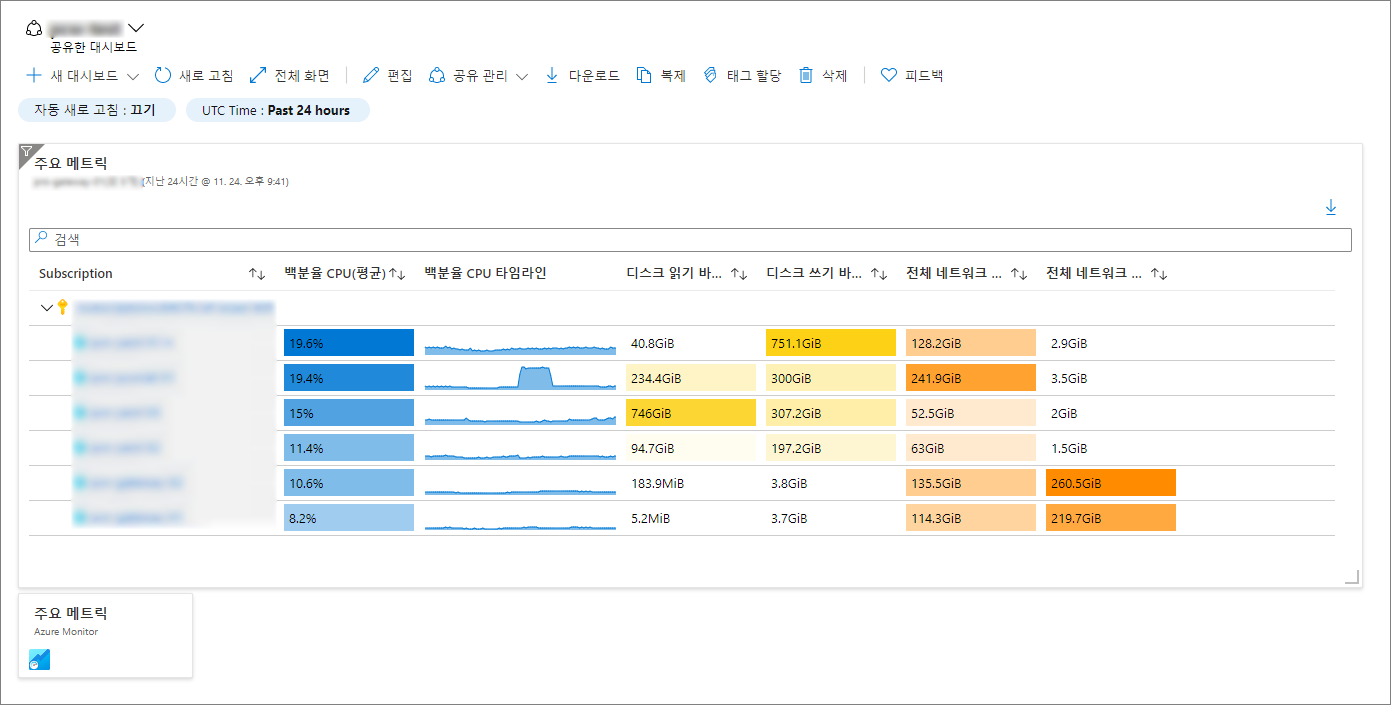 공유한 대시보드
새 대시보드 새로 고침 전체 화면 편집 공유 관리 다운로드 복제 태그 할당 삭제 피드백
자동 새로 고침 : 끄기 UTC Time : Past 24 hours
주요 메트릭
(지난 24시간 @ 11. 24. 오후 9:41)
검색
Subscription 백분율 CPU(평균) 백분율 CPU 타임라인 디스크 읽기 바... 디스크 쓰기 바... 전체 네트워크 ... 전체 네트워크 ...
19.6% 40.8GiB 751.1GiB 128.2GiB 2.9GiB
19.4% 234.4GiB 300GiB 241.9GiB 3.5GiB
15% 746GiB 307.2GiB 52.5GiB 2GiB
11.4% 94.7GiB 197.2GiB 63GiB 1.5GiB
10.6% 183.9MiB 3.8GiB 135.5GiB 260.5GiB
8.2% 5.2MiB 3.7GiB 114.3GiB 219.7GiB
주요 메트릭
Azure Monitor